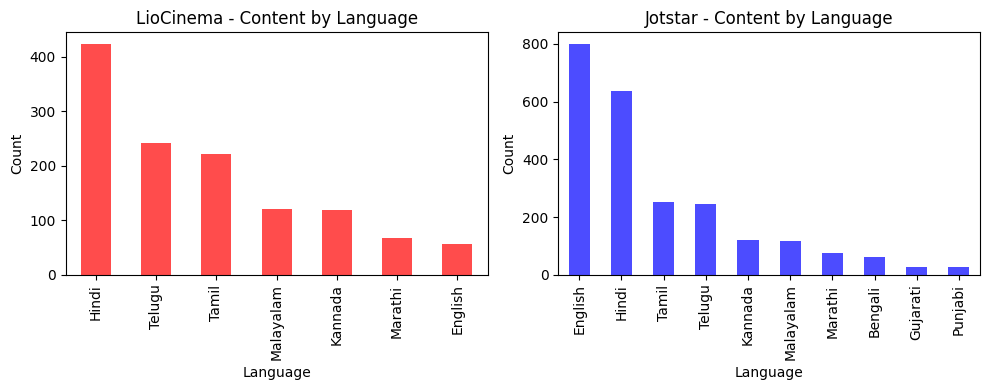 LioCinema - Content by Language
Count
400
300
200
100
0
Hindi
Telugu
Tamil
Malayalam
Kannada
Marathi
English
Language
Jotstar - Content by Language
Count
800
600
400
200
0
English
Hindi
Tamil
Telugu
Kannada
Malayalam
Marathi
Bengali
Gujarati
Punjabi
Language